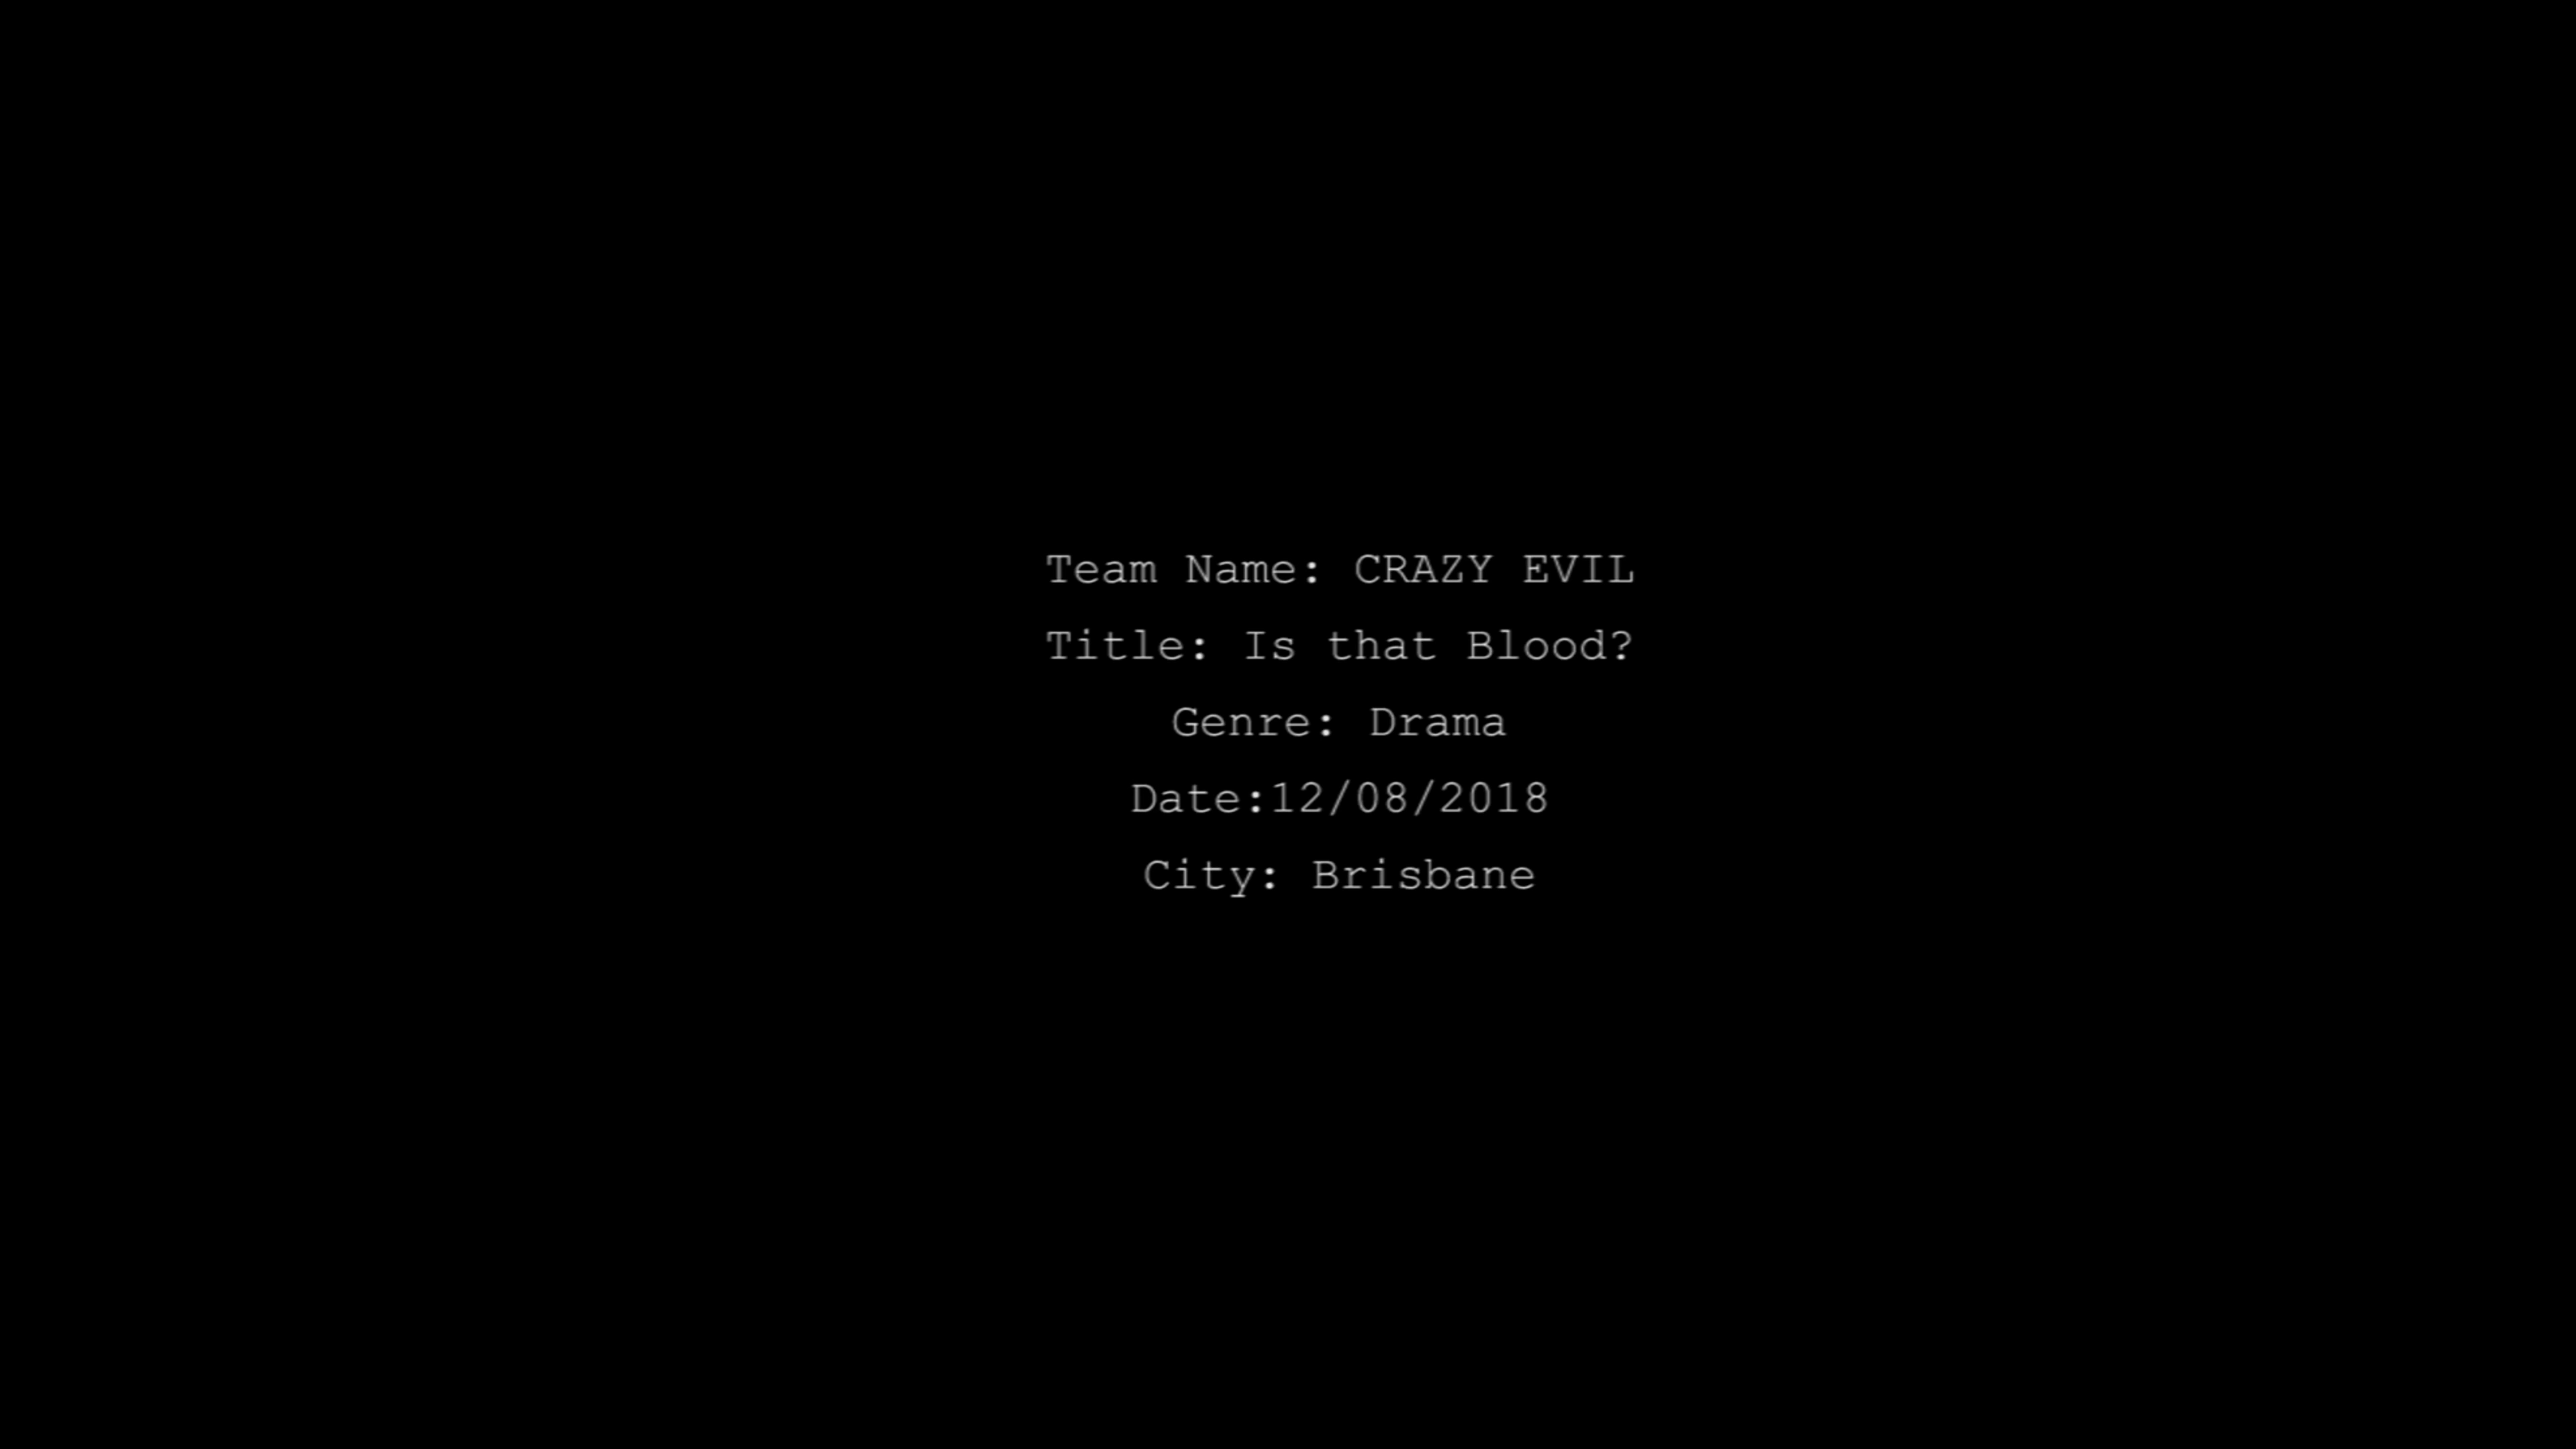 Team Name: CRAZY EVIL
Title: Is that Blood?
Genre: Drama
Date:12/08/2018
City: Brisbane